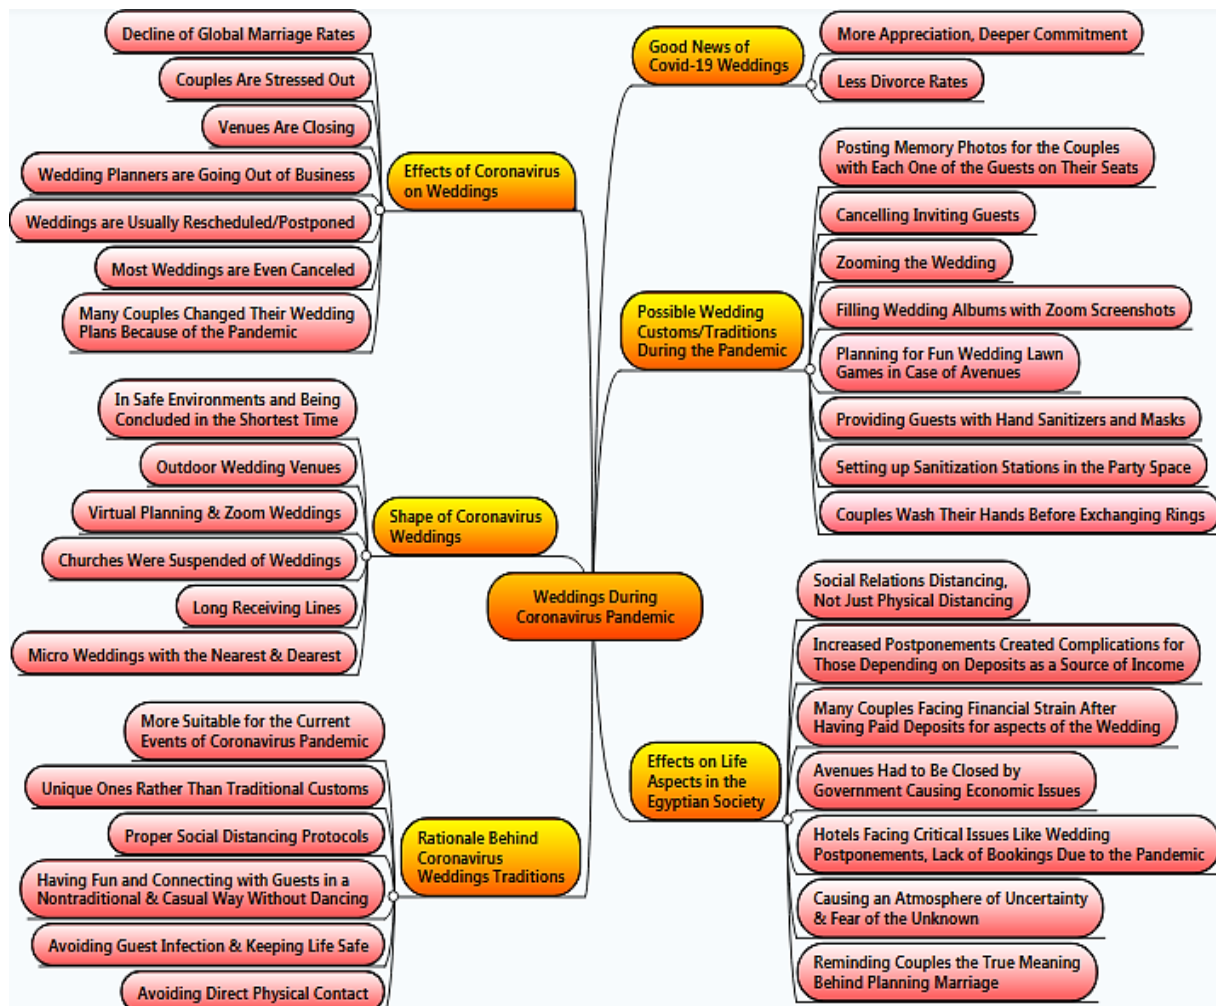 Weddings During
Coronavirus Pandemic
Effects of Coronavirus
on Weddings
Decline of Global Marriage Rates
Couples Are Stressed Out
Venues Are Closing
Wedding Planners are Going Out of Business
Weddings are Usually Rescheduled/Postponed
Most Weddings are Even Canceled
Many Couples Changed Their Wedding
Plans Because of the Pandemic
Shape of Coronavirus
Weddings
In Safe Environments and Being
Concluded in the Shortest Time
Outdoor Wedding Venues
Virtual Planning & Zoom Weddings
Churches Were Suspended of Weddings
Long Receiving Lines
Micro Weddings with the Nearest & Dearest
Rationale Behind
Coronavirus
Weddings Traditions
More Suitable for the Current
Events of Coronavirus Pandemic
Unique Ones Rather Than Traditional Customs
Proper Social Distancing Protocols
Having Fun and Connecting with Guests in a
Nontraditional & Casual Way Without Dancing
Avoiding Guest Infection & Keeping Life Safe
Avoiding Direct Physical Contact
Good News of
Covid-19 Weddings
More Appreciation, Deeper Commitment
Less Divorce Rates
Possible Wedding
Customs/Traditions
During the Pandemic
Posting Memory Photos for the Couples
with Each One of the Guests on Their Seats
Cancelling Inviting Guests
Zooming the Wedding
Filling Wedding Albums with Zoom Screenshots
Planning for Fun Wedding Lawn
Games in Case of Avenues
Providing Guests with Hand Sanitizers and Masks
Setting up Sanitization Stations in the Party Space
Couples Wash Their Hands Before Exchanging Rings
Effects on Life
Aspects in the
Egyptian Society
Social Relations Distancing,
Not Just Physical Distancing
Increased Postponements Created Complications for
Those Depending on Deposits as a Source of Income
Many Couples Facing Financial Strain After
Having Paid Deposits for aspects of the Wedding
Avenues Had to Be Closed by
Government Causing Economic Issues
Hotels Facing Critical Issues Like Wedding
Postponements, Lack of Bookings Due to the Pandemic
Causing an Atmosphere of Uncertainty
& Fear of the Unknown
Reminding Couples the True Meaning
Behind Planning Marriage